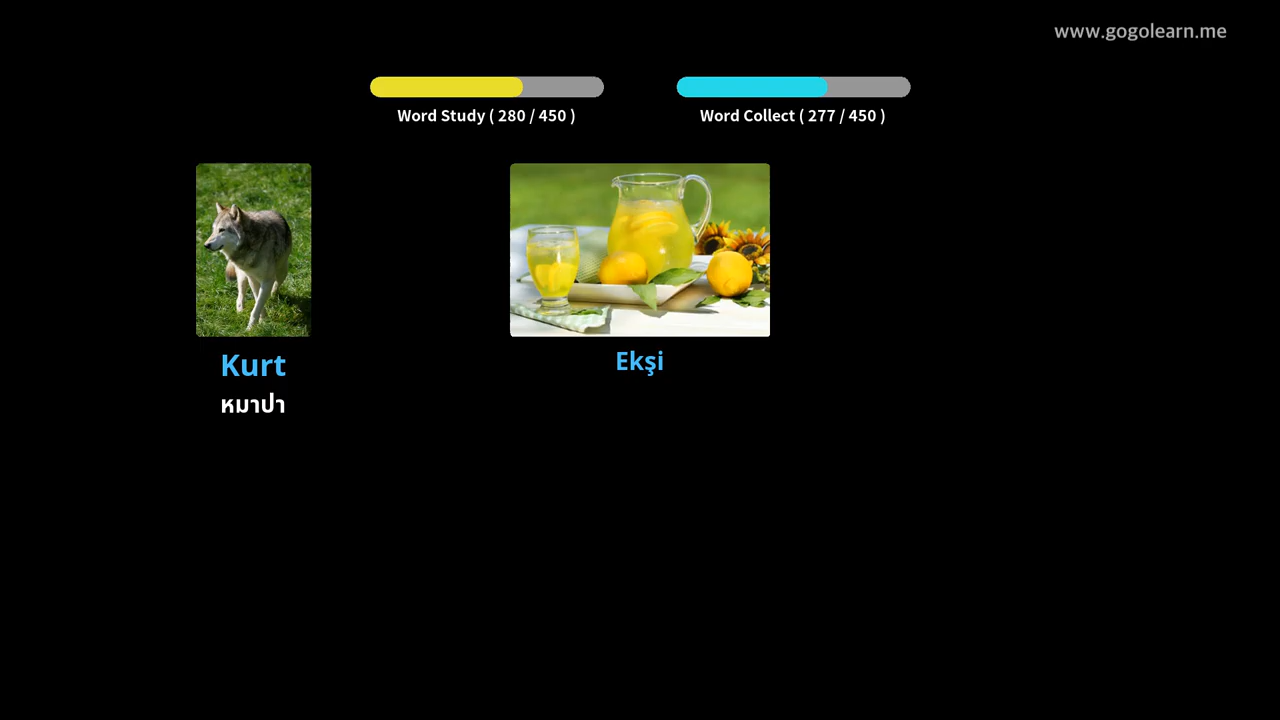 www.gogolearn.me
Word Study ( 280 / 450 )
Word Collect ( 277 / 450 )
Kurt
หมาป่า
Ekşi